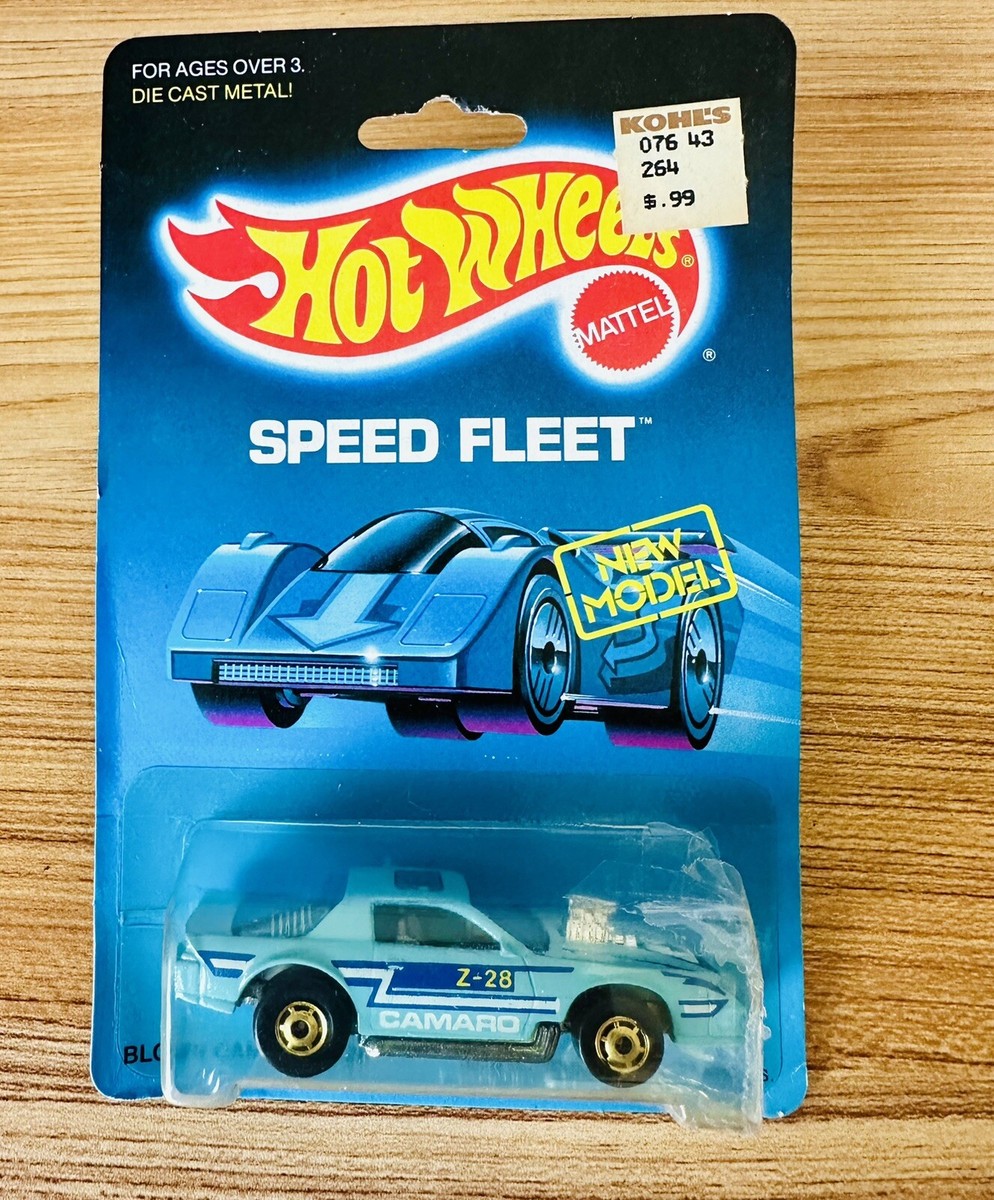 FOR AGES OVER 3.
DIE CAST METAL!
KOHL'S
076 43
264
$.99
HOT WHEELS®
MATTEL
®
SPEED FLEET™
NEW
MODEL
Z-28
CAMARO